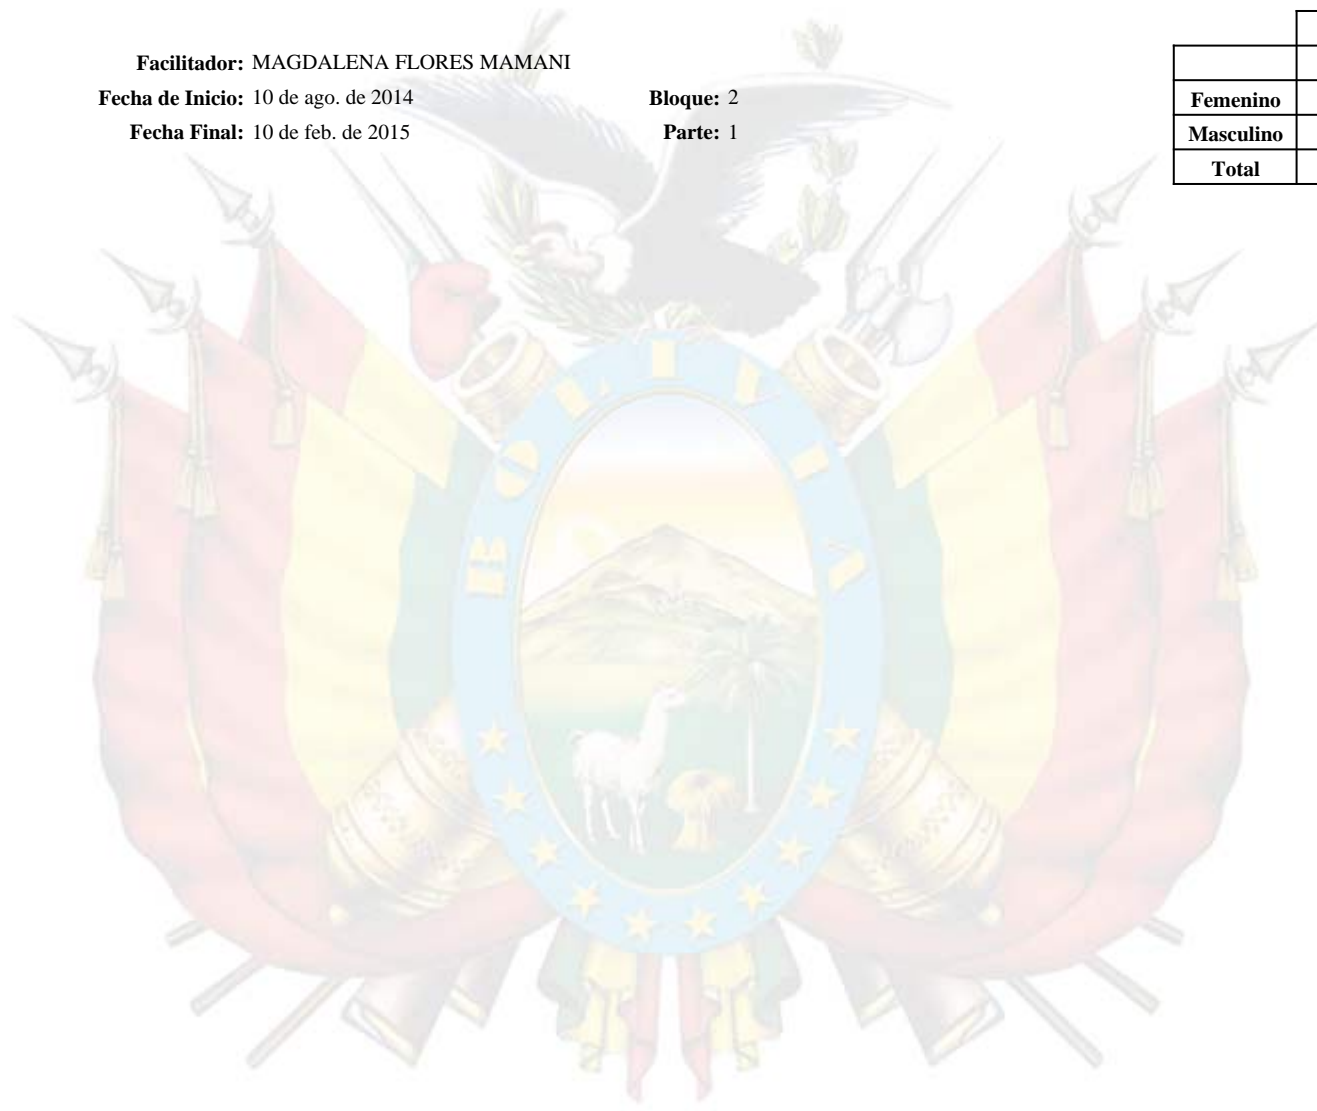 Facilitador: MAGDALENA FLORES MAMANI
Fecha de Inicio: 10 de ago. de 2014 Bloque: 2
Fecha Final: 10 de feb. de 2015 Parte: 1
Femenino
Masculino
Total
BOLIVIA